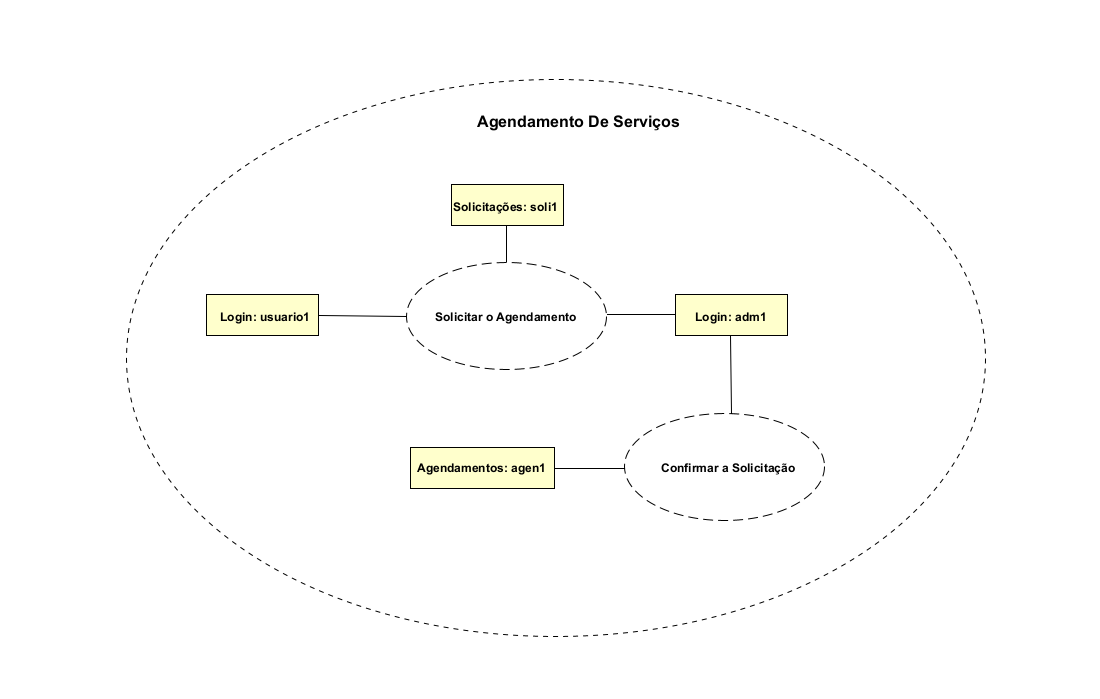 Agendamento De Serviços
Solicitações: soli1
Login: usuario1
Solicitar o Agendamento
Login: adm1
Agendamentos: agen1
Confirmar a Solicitação